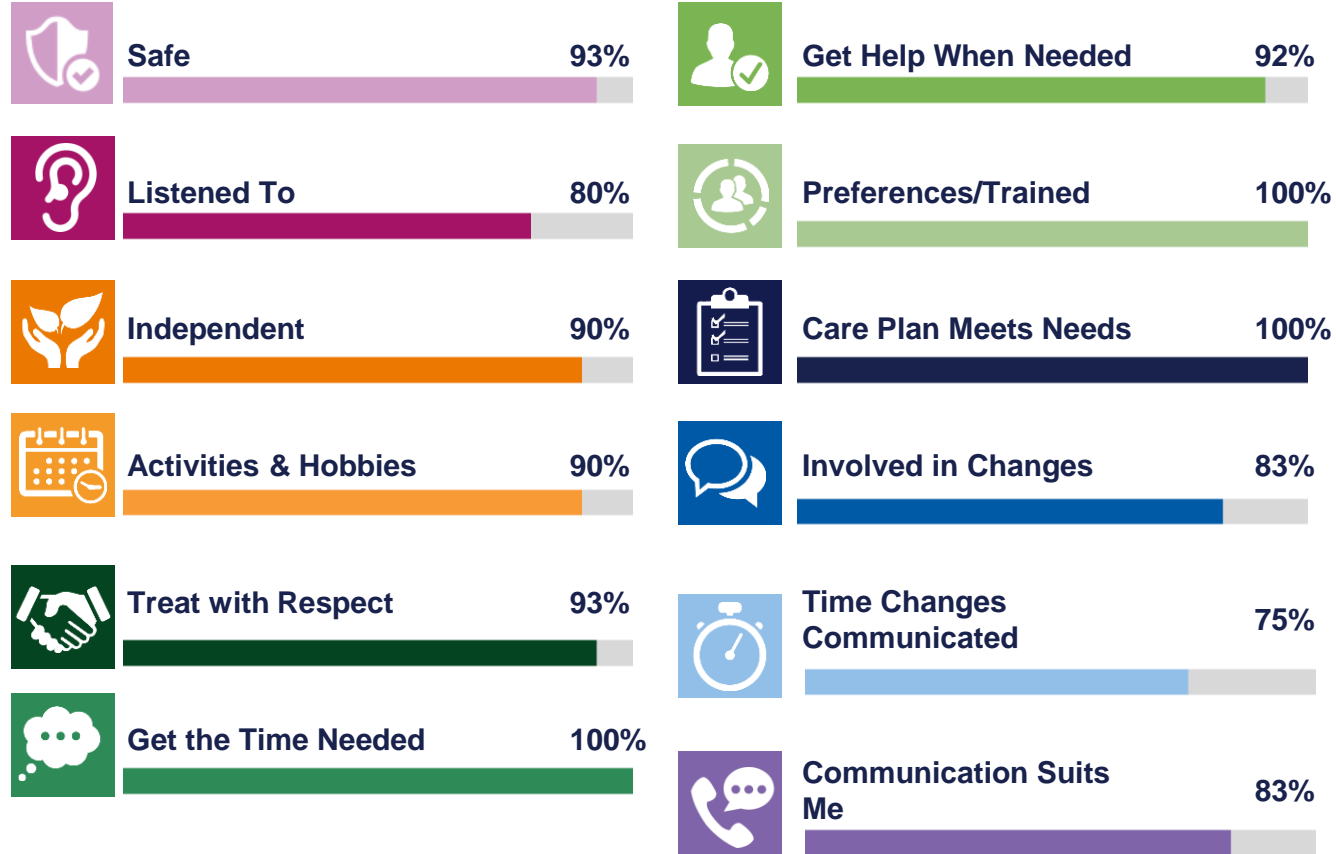 Safe 93%
Listened To 80%
Independent 90%
Activities & Hobbies 90%
Treat with Respect 93%
Get the Time Needed 100%
Get Help When Needed 92%
Preferences/Trained 100%
Care Plan Meets Needs 100%
Involved in Changes 83%
Time Changes
Communicated 75%
Communication Suits
Me 83%